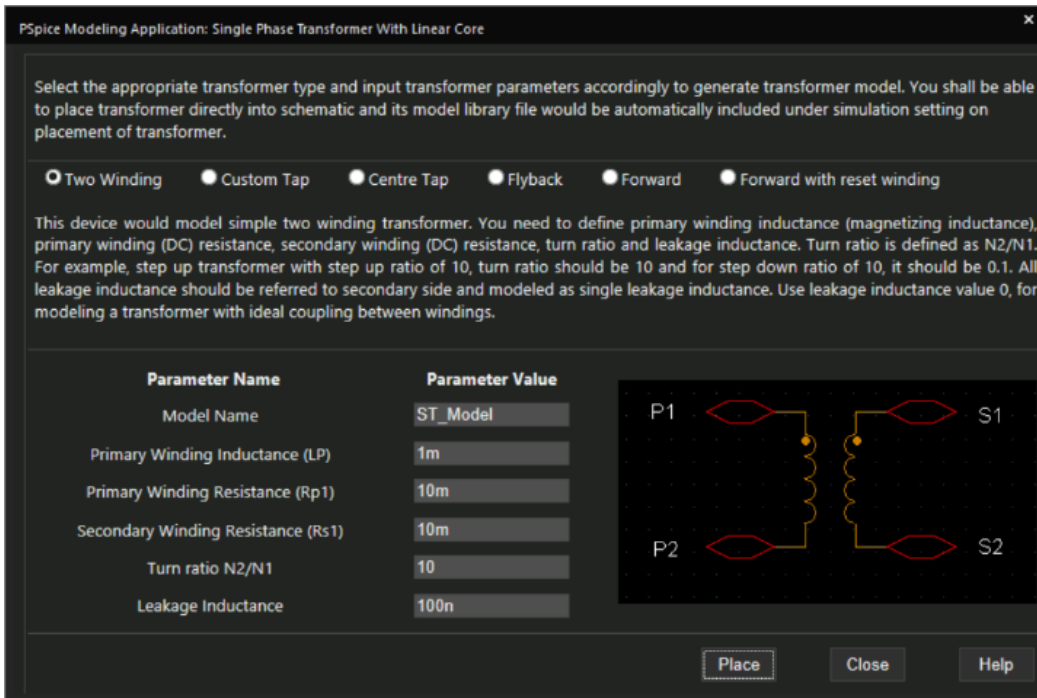 PSpice Modeling Application: Single Phase Transformer With Linear Core
×
Select the appropriate transformer type and input transformer parameters accordingly to generate transformer model. You shall be able
to place transformer directly into schematic and its model library file would be automatically included under simulation setting on
placement of transformer.
Two Winding Custom Tap Centre Tap Flyback Forward Forward with reset winding
This device would model simple two winding transformer. You need to define primary winding inductance (magnetizing inductance),
primary winding (DC) resistance, secondary winding (DC) resistance, turn ratio and leakage inductance. Turn ratio is defined as N2/N1.
For example, step up transformer with step up ratio of 10, turn ratio should be 10 and for step down ratio of 10, it should be 0.1. All
leakage inductance should be referred to secondary side and modeled as single leakage inductance. Use leakage inductance value 0, for
modeling a transformer with ideal coupling between windings.
Parameter Name Parameter Value
Model Name ST_Model
Primary Winding Inductance (LP) 1m
Primary Winding Resistance (Rp1) 10m
Secondary Winding Resistance (Rs1) 10m
Turn ratio N2/N1 10
Leakage Inductance 100n
P1 S1
P2 S2
Place Close Help